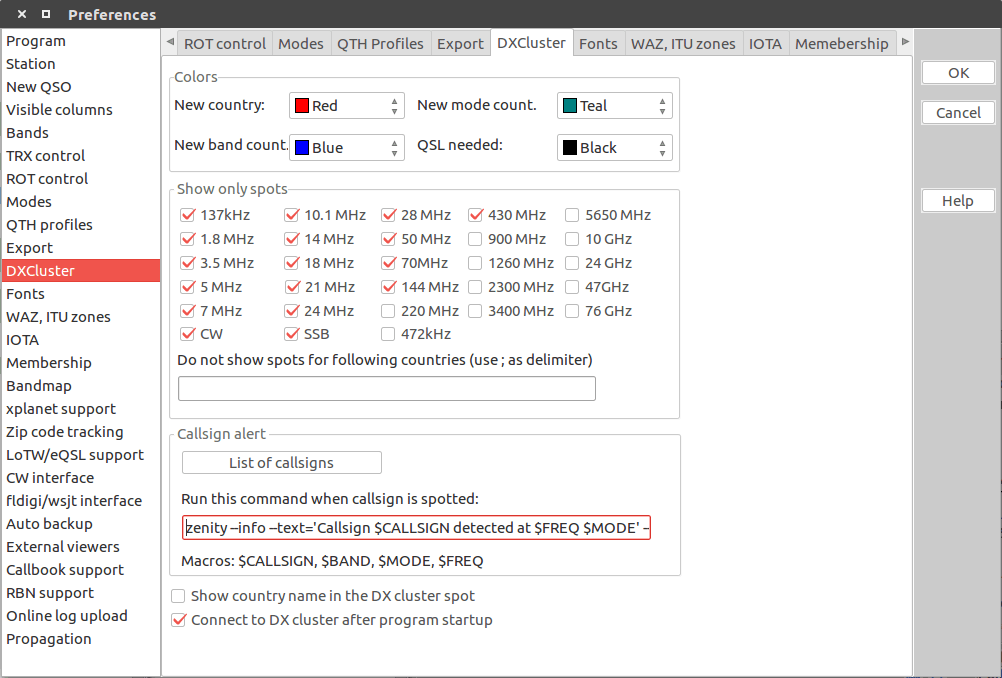 Preferences
Program
Station
New QSO
Visible columns
Bands
TRX control
ROT control
Modes
QTH profiles
Export
DXCluster
Fonts
WAZ, ITU zones
IOTA
Membership
Bandmap
xplanet support
Zip code tracking
LoTW/eQSL support
CW interface
fldigi/wsjt interface
Auto backup
External viewers
Callbook support
RBN support
Online log upload
Propagation
ROT control Modes QTH Profiles Export DXCluster Fonts WAZ, ITU zones IOTA Memebership
Colors
New country: Red New mode count. Teal
New band count. Blue QSL needed: Black
Show only spots
137kHz 10.1 MHz 28 MHz 430 MHz 5650 MHz
1.8 MHz 14 MHz 50 MHz 900 MHz 10 GHz
3.5 MHz 18 MHz 70MHz 1260 MHz 24 GHz
5 MHz 21 MHz 144 MHz 2300 MHz 47GHz
7 MHz 24 MHz 220 MHz 3400 MHz 76 GHz
CW SSB 472kHz
Do not show spots for following countries (use ; as delimiter)
Callsign alert
List of callsigns
Run this command when callsign is spotted:
zenity --info --text='Callsign $CALLSIGN detected at $FREQ $MODE' -
Macros: $CALLSIGN, $BAND, $MODE, $FREQ
Show country name in the DX cluster spot
Connect to DX cluster after program startup
OK
Cancel
Help